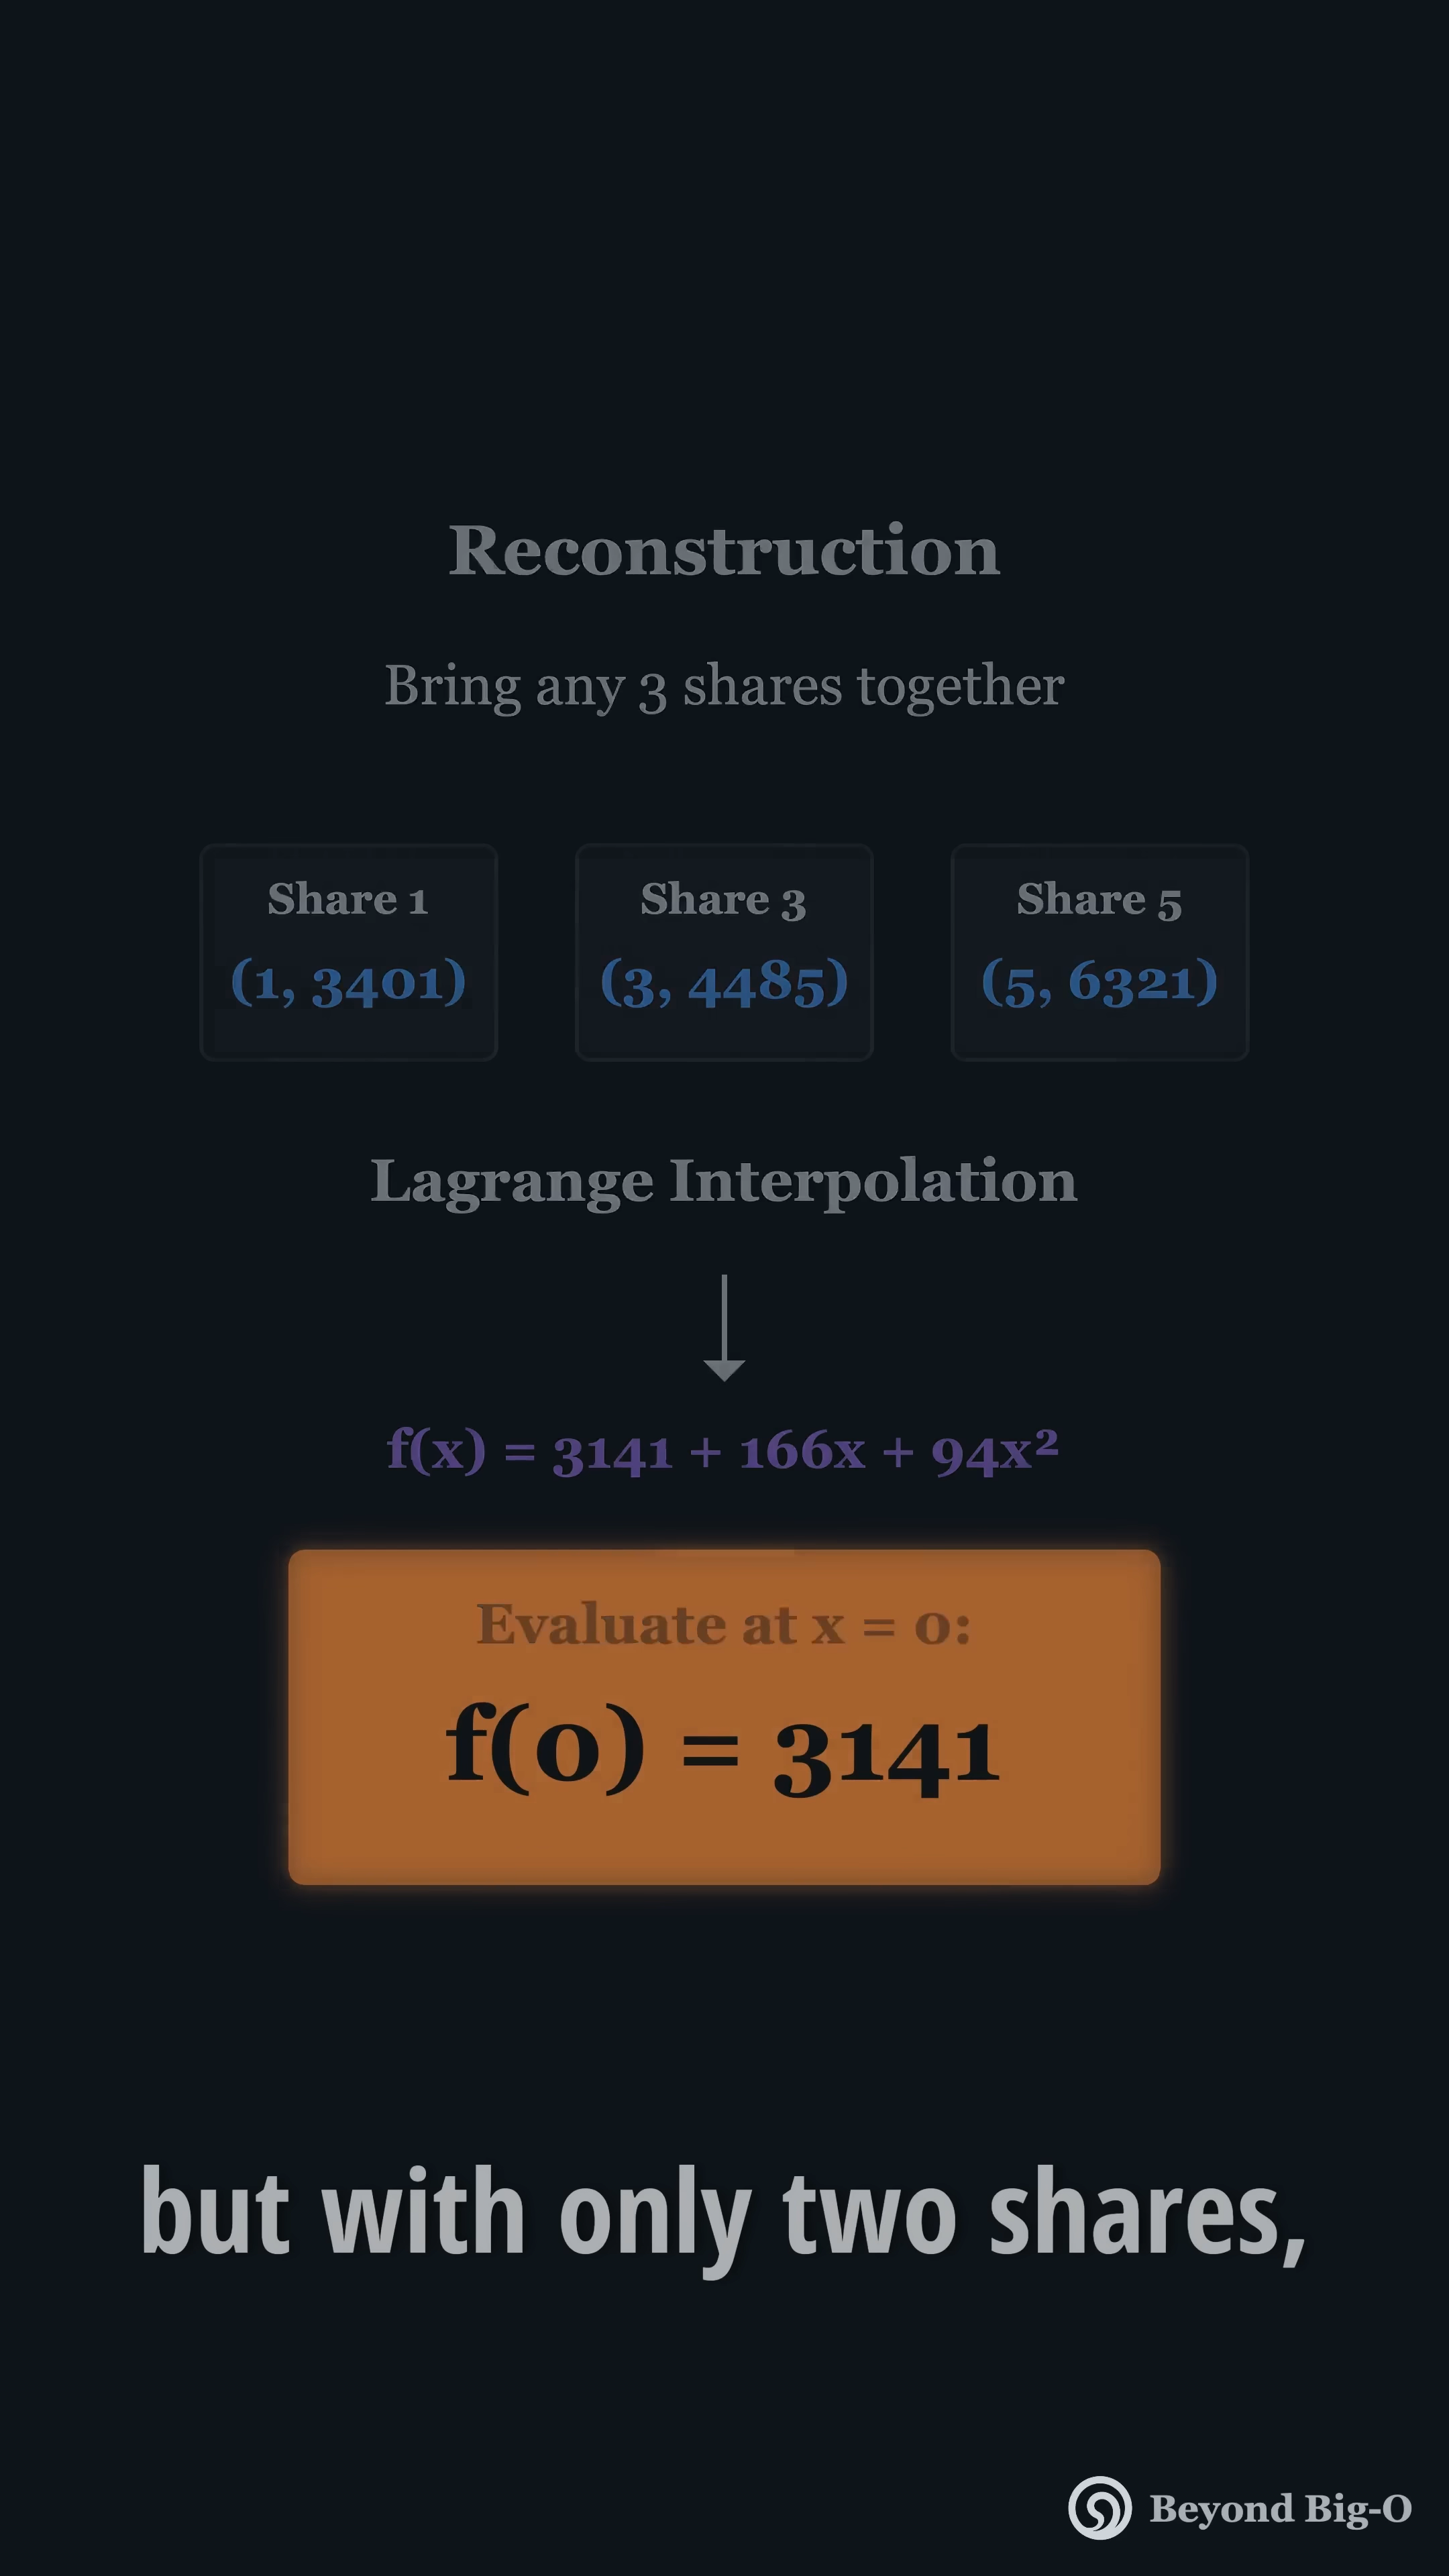 Reconstruction
Bring any 3 shares together
Share 1
(1, 3401)
Share 3
(3, 4485)
Share 5
(5, 6321)
Lagrange Interpolation
f(x) = 3141 + 166x + 94x²
Evaluate at x = 0:
f(0) = 3141
but with only two shares,
Beyond Big-O